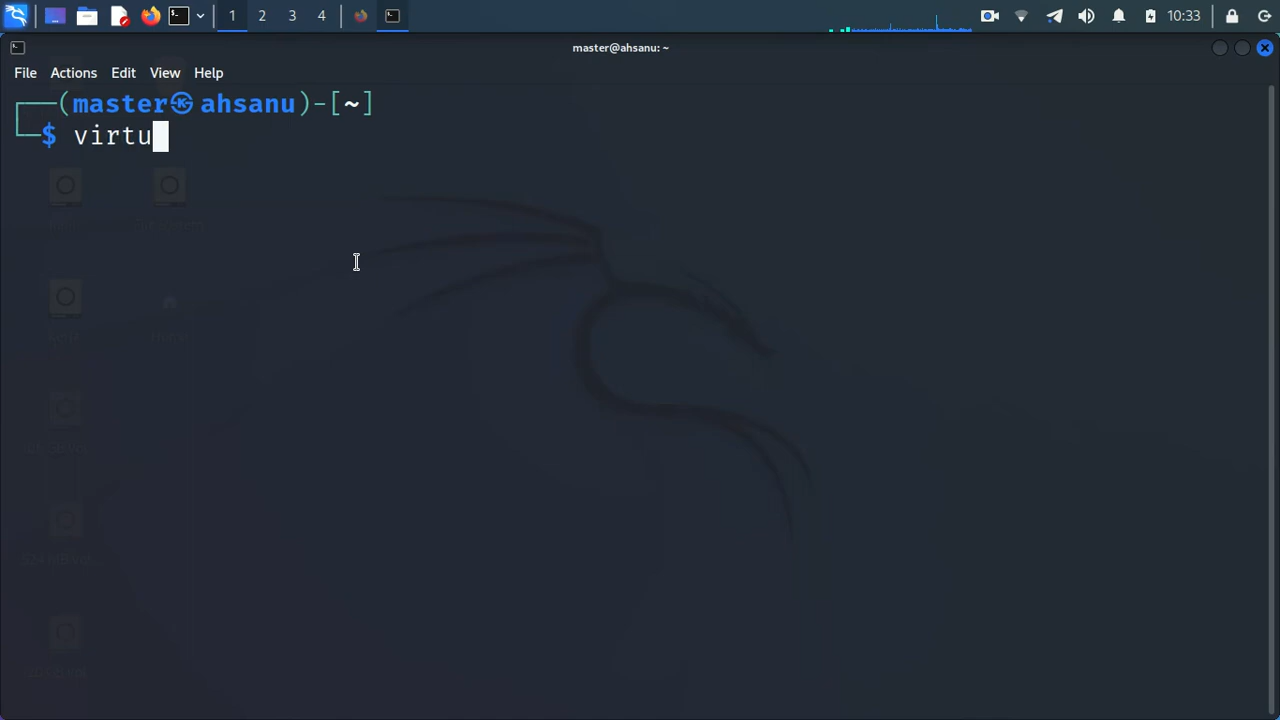 1 2 3 4 10:33
master@ahsanu: ~
File Actions Edit View Help
┌──(master㉿ahsanu)-[~]
└─$ virtu